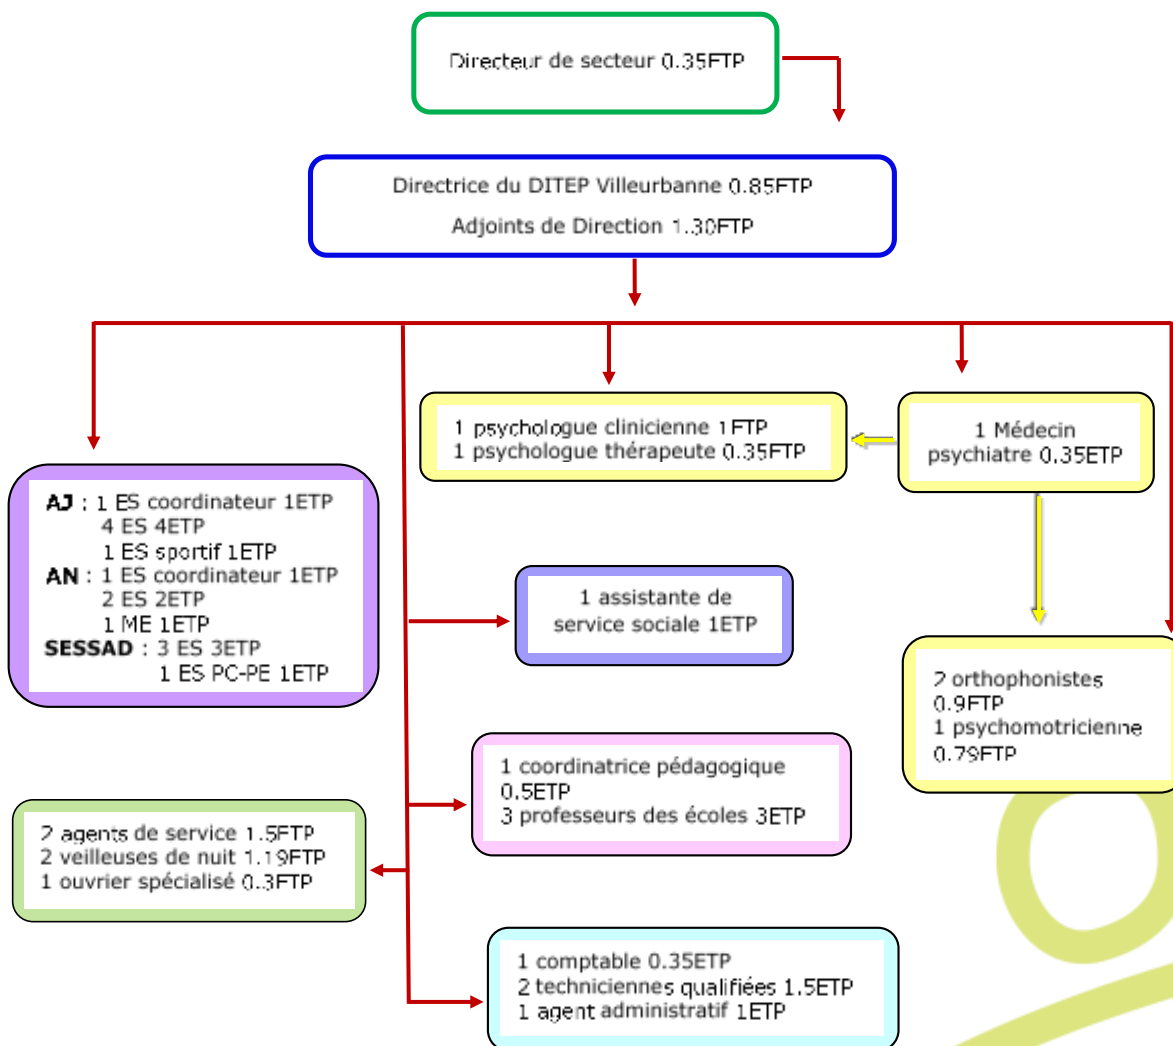 Directeur de secteur 0.35ETP
Directrice du DITEP Villeurbanne 0.85ETP
Adjoints de Direction 1.30ETP
1 psychologue clinicienne 1ETP
1 psychologue thérapeute 0.35ETP
1 Médecin
psychiatre 0.35ETP
AJ : 1 ES coordinateur 1ETP
4 ES 4ETP
1 ES sportif 1ETP
AN : 1 ES coordinateur 1ETP
2 ES 2ETP
1 ME 1ETP
SESSAD : 3 ES 3ETP
1 ES PC-PE 1ETP
1 assistante de
service sociale 1ETP
2 orthophonistes
0.9ETP
1 psychomotricienne
0.79ETP
1 coordinatrice pédagogique
0.5ETP
3 professeurs des écoles 3ETP
2 agents de service 1.5ETP
2 veilleuses de nuit 1.19ETP
1 ouvrier spécialisé 0.3ETP
1 comptable 0.35ETP
2 techniciennes qualifiées 1.5ETP
1 agent administratif 1ETP